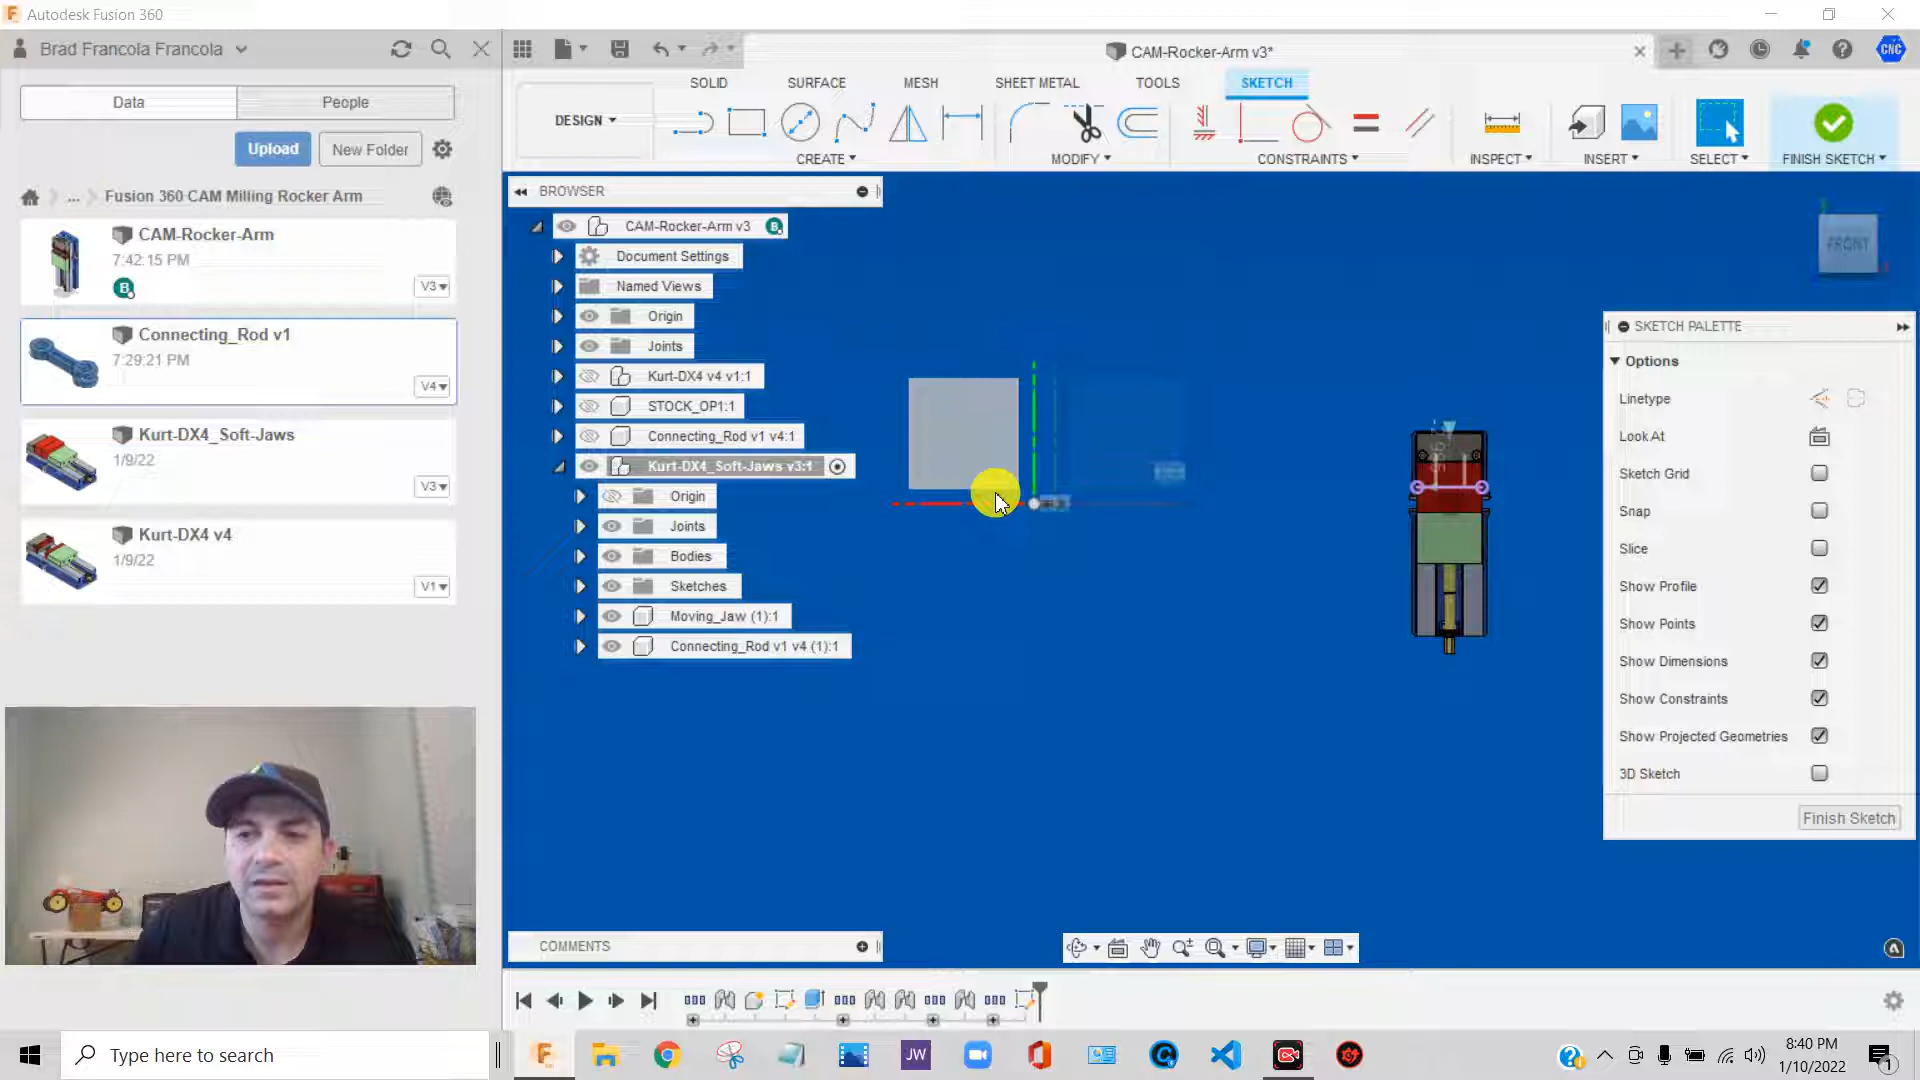 Autodesk Fusion 360
Brad Francola Francola
CAM-Rocker-Arm v3*
CNC
Data
People
SOLID
SURFACE
MESH
SHEET METAL
TOOLS
SKETCH
DESIGN
CREATE
MODIFY
CONSTRAINTS
INSPECT
INSERT
SELECT
FINISH SKETCH
Upload
New Folder
... Fusion 360 CAM Milling Rocker Arm
CAM-Rocker-Arm
7:42:15 PM
V3
Connecting_Rod v1
7:29:21 PM
V4
Kurt-DX4_Soft-Jaws
1/9/22
V3
Kurt-DX4 v4
1/9/22
V1
BROWSER
CAM-Rocker-Arm v3
Document Settings
Named Views
Origin
Joints
Kurt-DX4 v4 v1:1
STOCK_OP1:1
Connecting_Rod v1 v4:1
Kurt-DX4_Soft-Jaws v3:1
Origin
Joints
Bodies
Sketches
Moving_Jaw (1):1
Connecting_Rod v1 v4 (1):1
FRONT
SKETCH PALETTE
Options
Linetype
Look At
Sketch Grid
Snap
Slice
Show Profile
Show Points
Show Dimensions
Show Constraints
Show Projected Geometries
3D Sketch
Finish Sketch
COMMENTS
Type here to search
JW
8:40 PM
1/10/2022
1